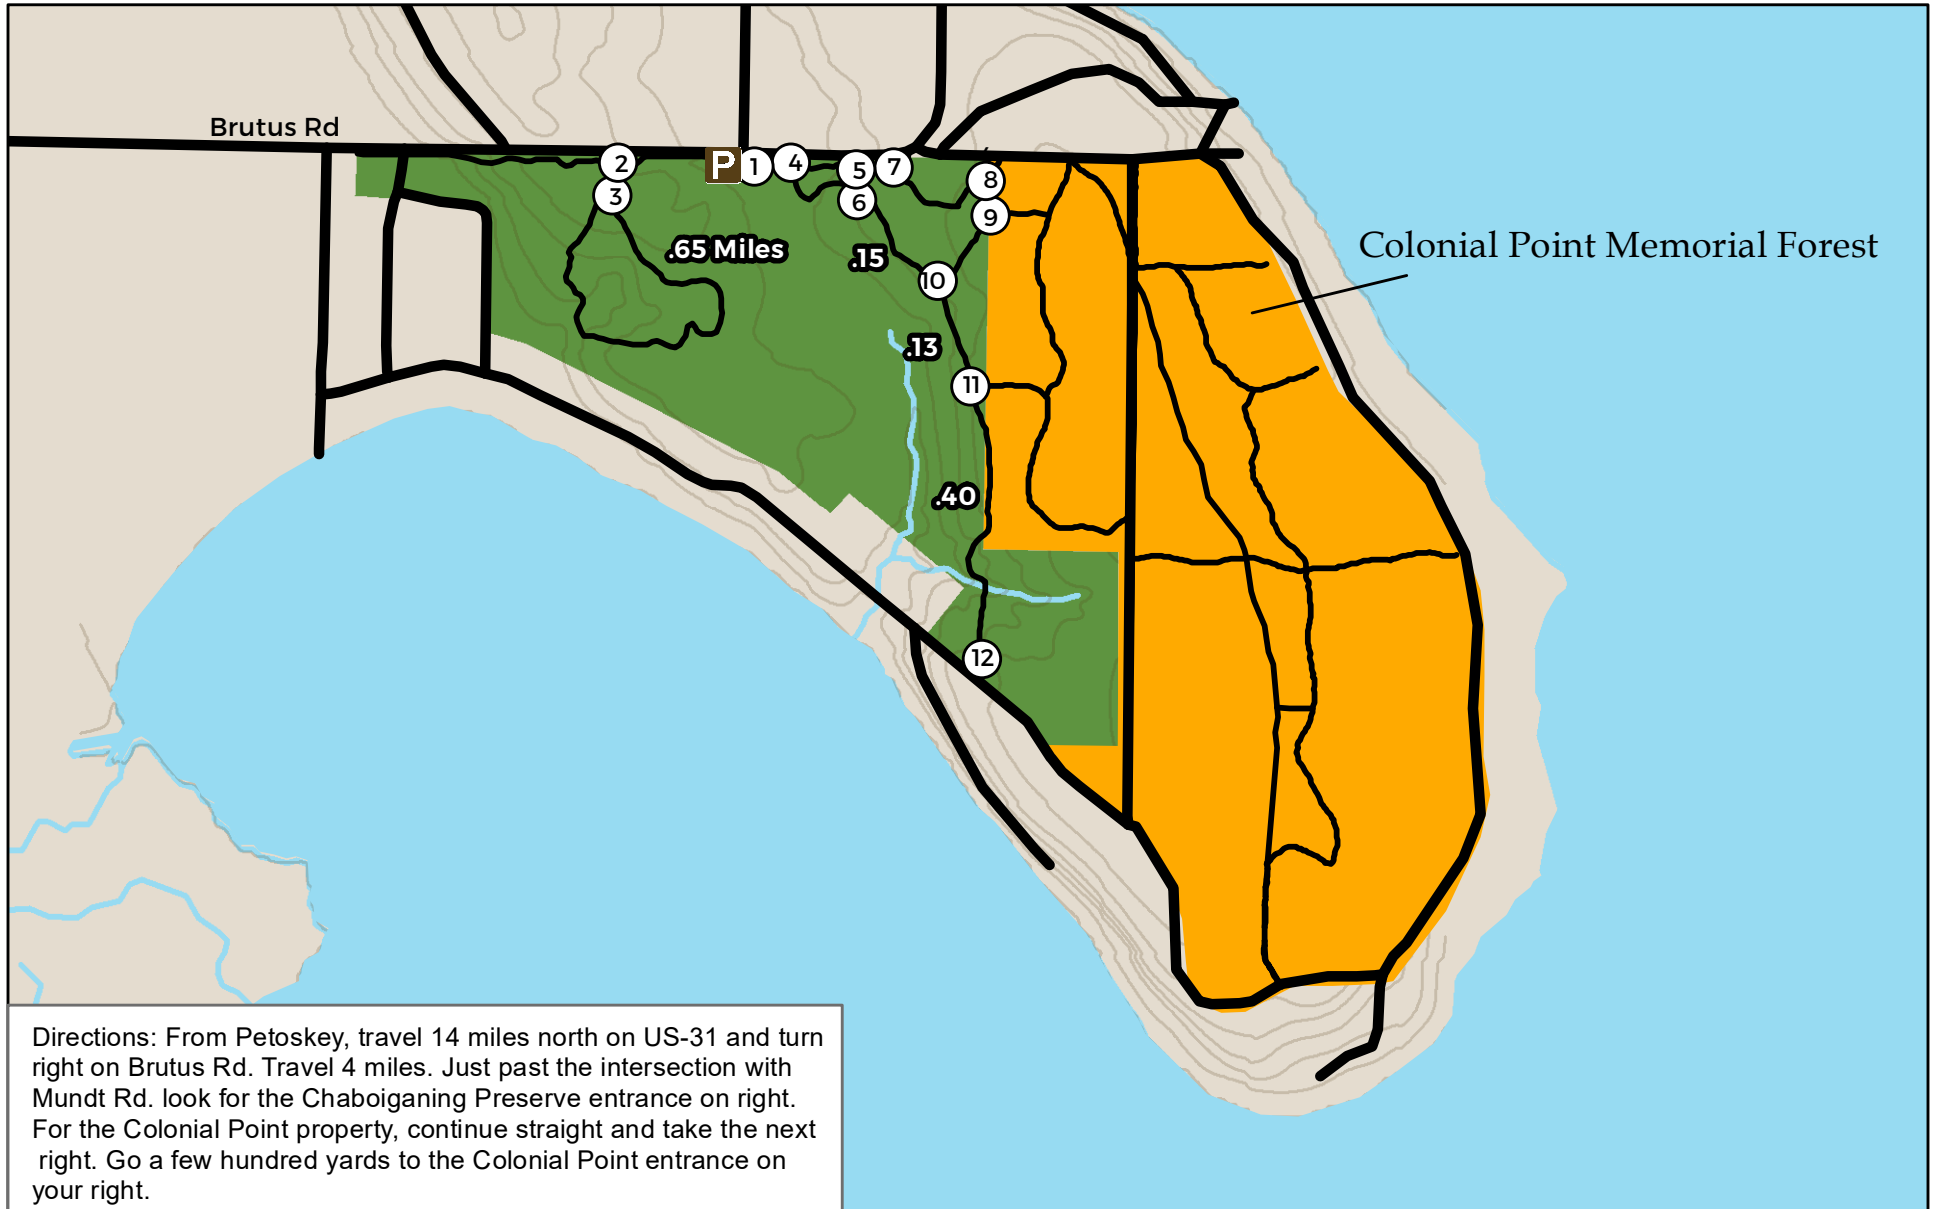 Brutus Rd
2
P
1
4
5
7
8
3
6
9
.65 Miles
.15
Colonial Point Memorial Forest
10
.13
11
.40
12
Directions: From Petoskey, travel 14 miles north on US-31 and turn
right on Brutus Rd. Travel 4 miles. Just past the intersection with
Mundt Rd. look for the Chaboiganing Preserve entrance on right.
For the Colonial Point property, continue straight and take the next
right. Go a few hundred yards to the Colonial Point entrance on
your right.